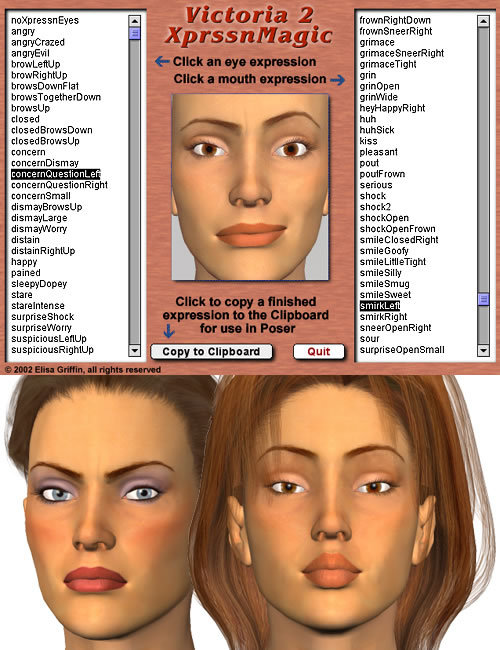 Victoria 2
XprssnMagic
Click an eye expression
Click a mouth expression
noXpressnEyes
angry
angryCrazed
angryEvil
browLeftUp
browRightUp
browsDownFlat
browsTogetherDown
browsUp
closed
closedBrowsDown
closedBrowsUp
concern
concernDismay
concernQuestionLeft
concernQuestionRight
concernSmall
dismayBrowsUp
dismayLarge
dismayWorry
distain
distainRightUp
happy
pained
sleepyDopey
stare
stareIntense
surpriseShock
surpriseWorry
suspiciousLeftUp
suspiciousRightUp
frownRightDown
frownSneerRight
grimace
grimaceSneerRight
grimaceTight
grin
grinOpen
grinWide
heyHappyRight
huh
huhSick
kiss
pleasant
pout
poutFrown
serious
shock
shock2
shockOpen
shockOpenFrown
smileClosedRight
smileGoofy
smileLittleTight
smileSilly
smileSmug
smileSweet
smirkLeft
smirkRight
sneerOpenRight
sour
surpriseOpenSmall
Click to copy a finished
expression to the Clipboard
for use in Poser
Copy to Clipboard
Quit
© 2002 Elisa Griffin, all rights reserved